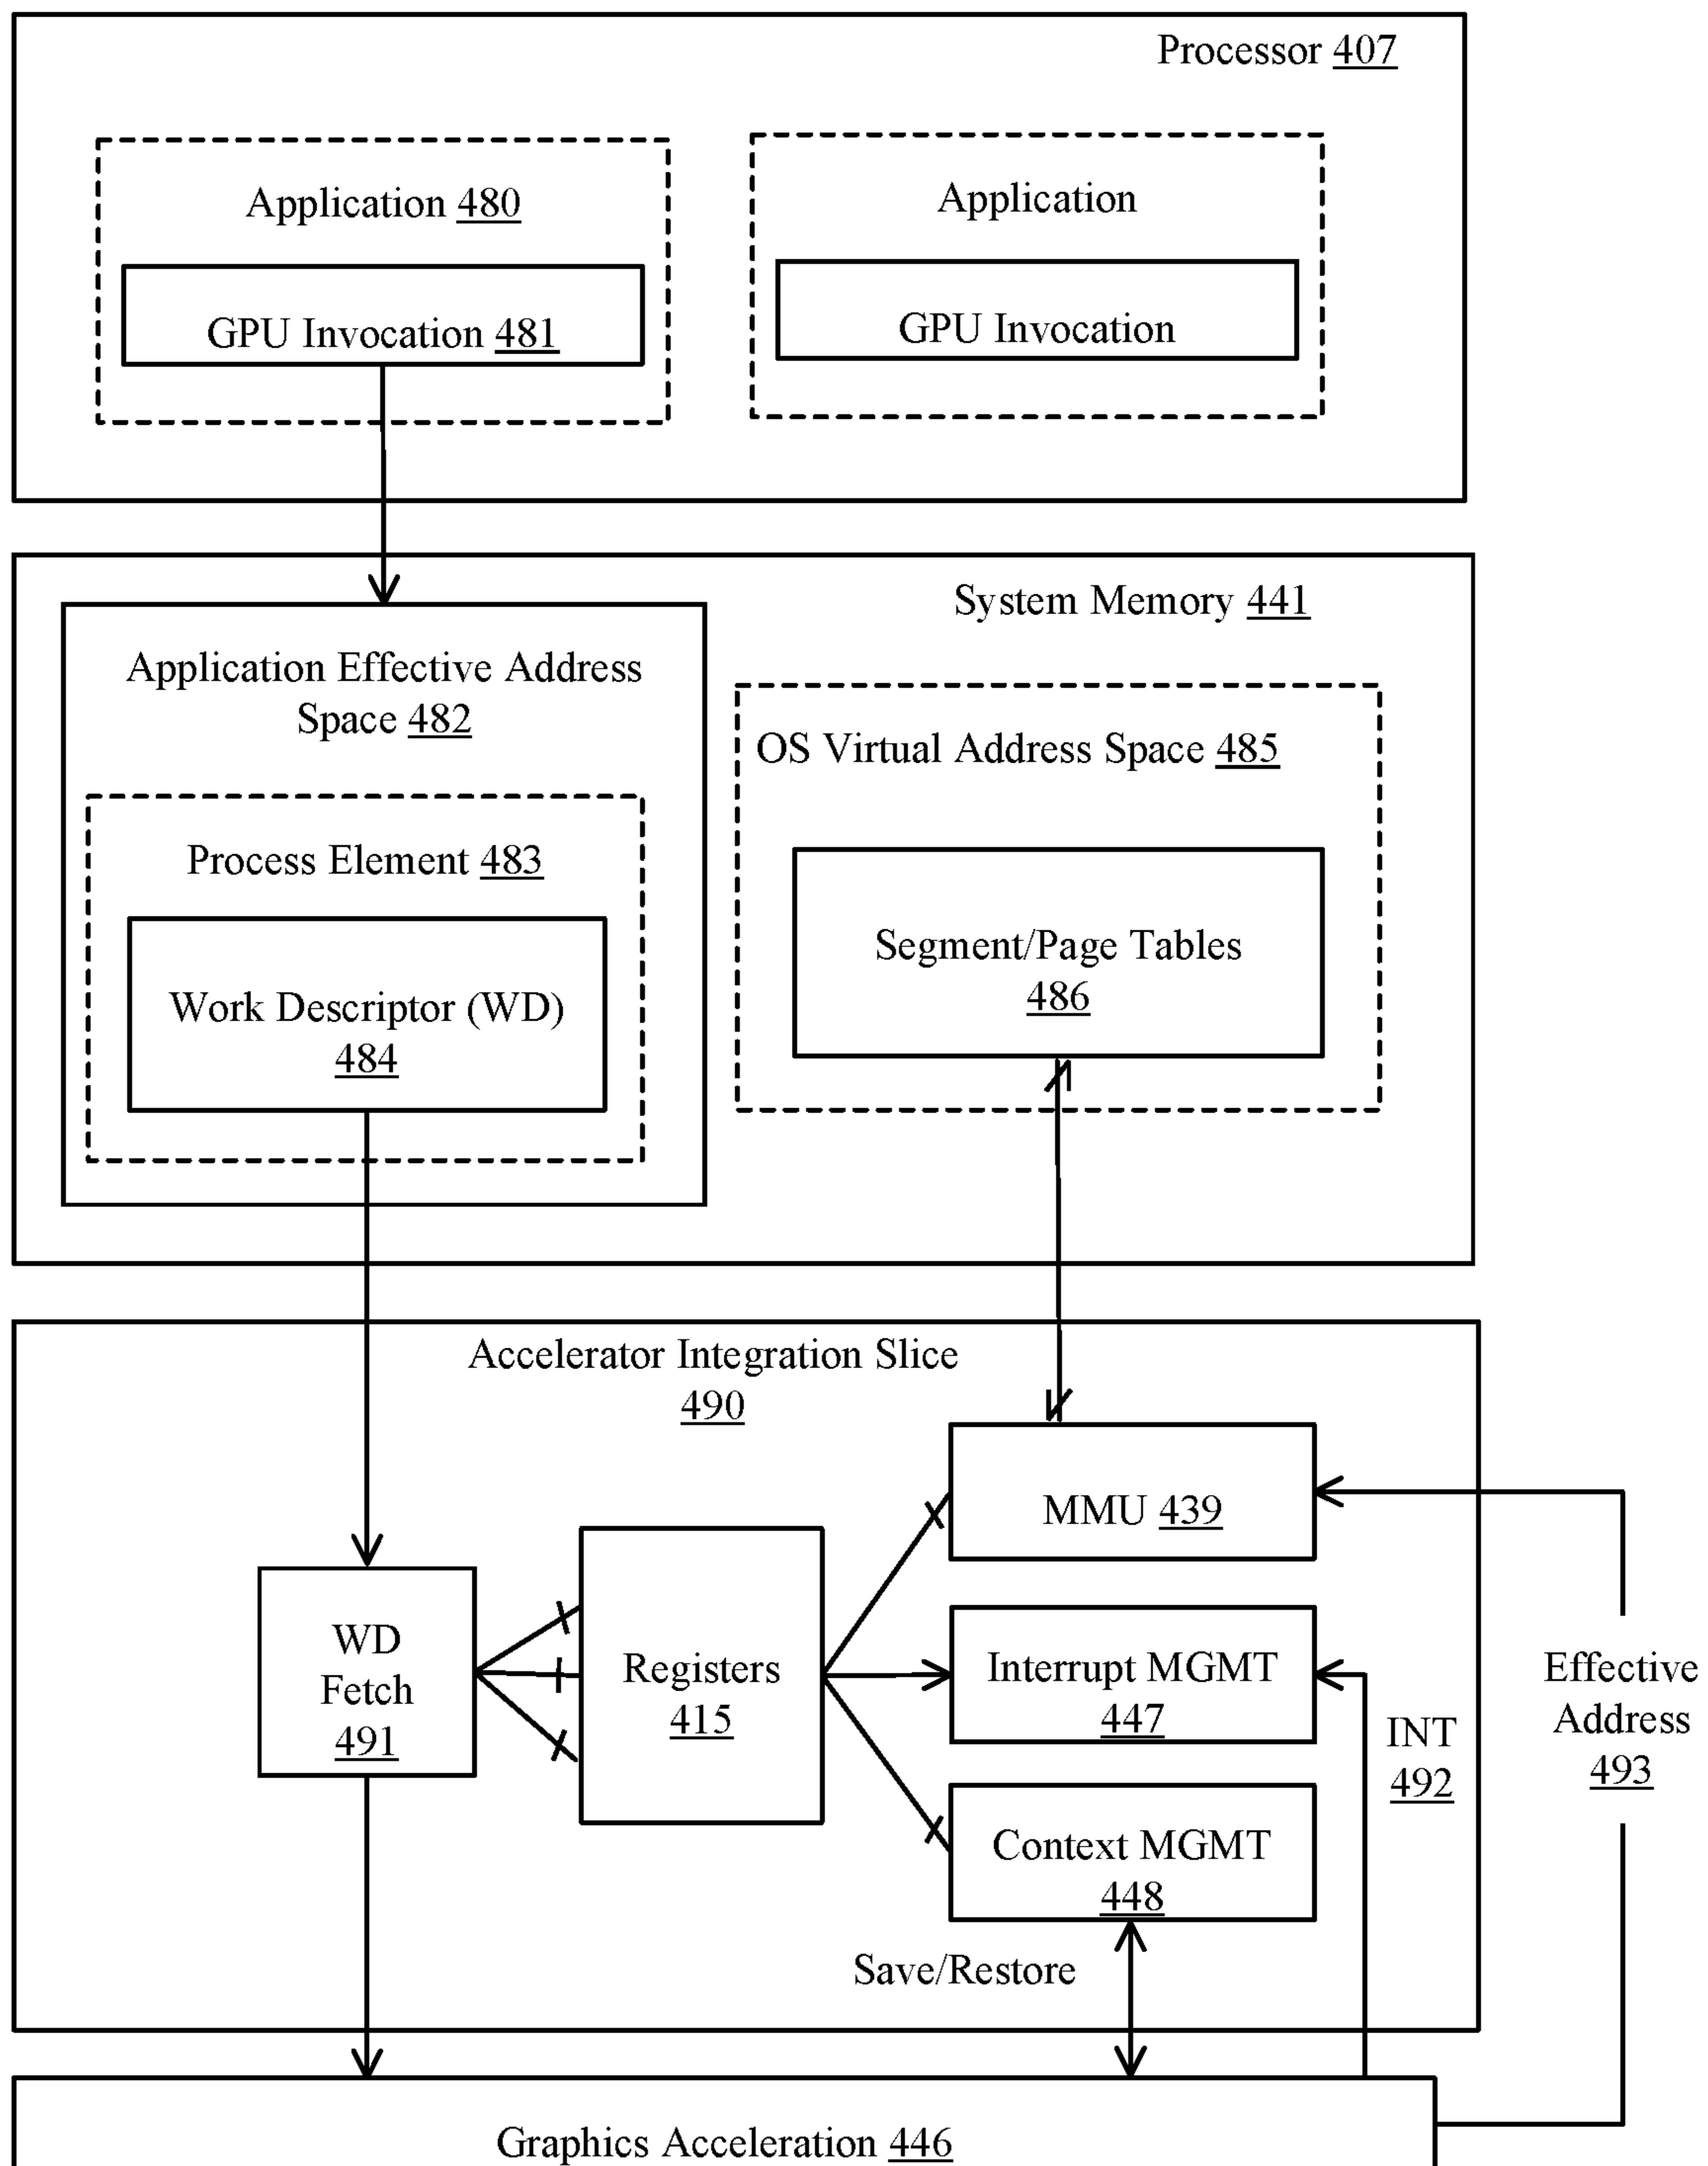 Processor 407
Application 480
GPU Invocation 481
Application
GPU Invocation
System Memory 441
Application Effective Address
Space 482
Process Element 483
Work Descriptor (WD)
484
OS Virtual Address Space 485
Segment/Page Tables
486
Accelerator Integration Slice
490
WD
Fetch
491
Registers
415
MMU 439
Interrupt MGMT
447
Context MGMT
448
Save/Restore
INT
492
Effective
Address
493
Graphics Acceleration 446